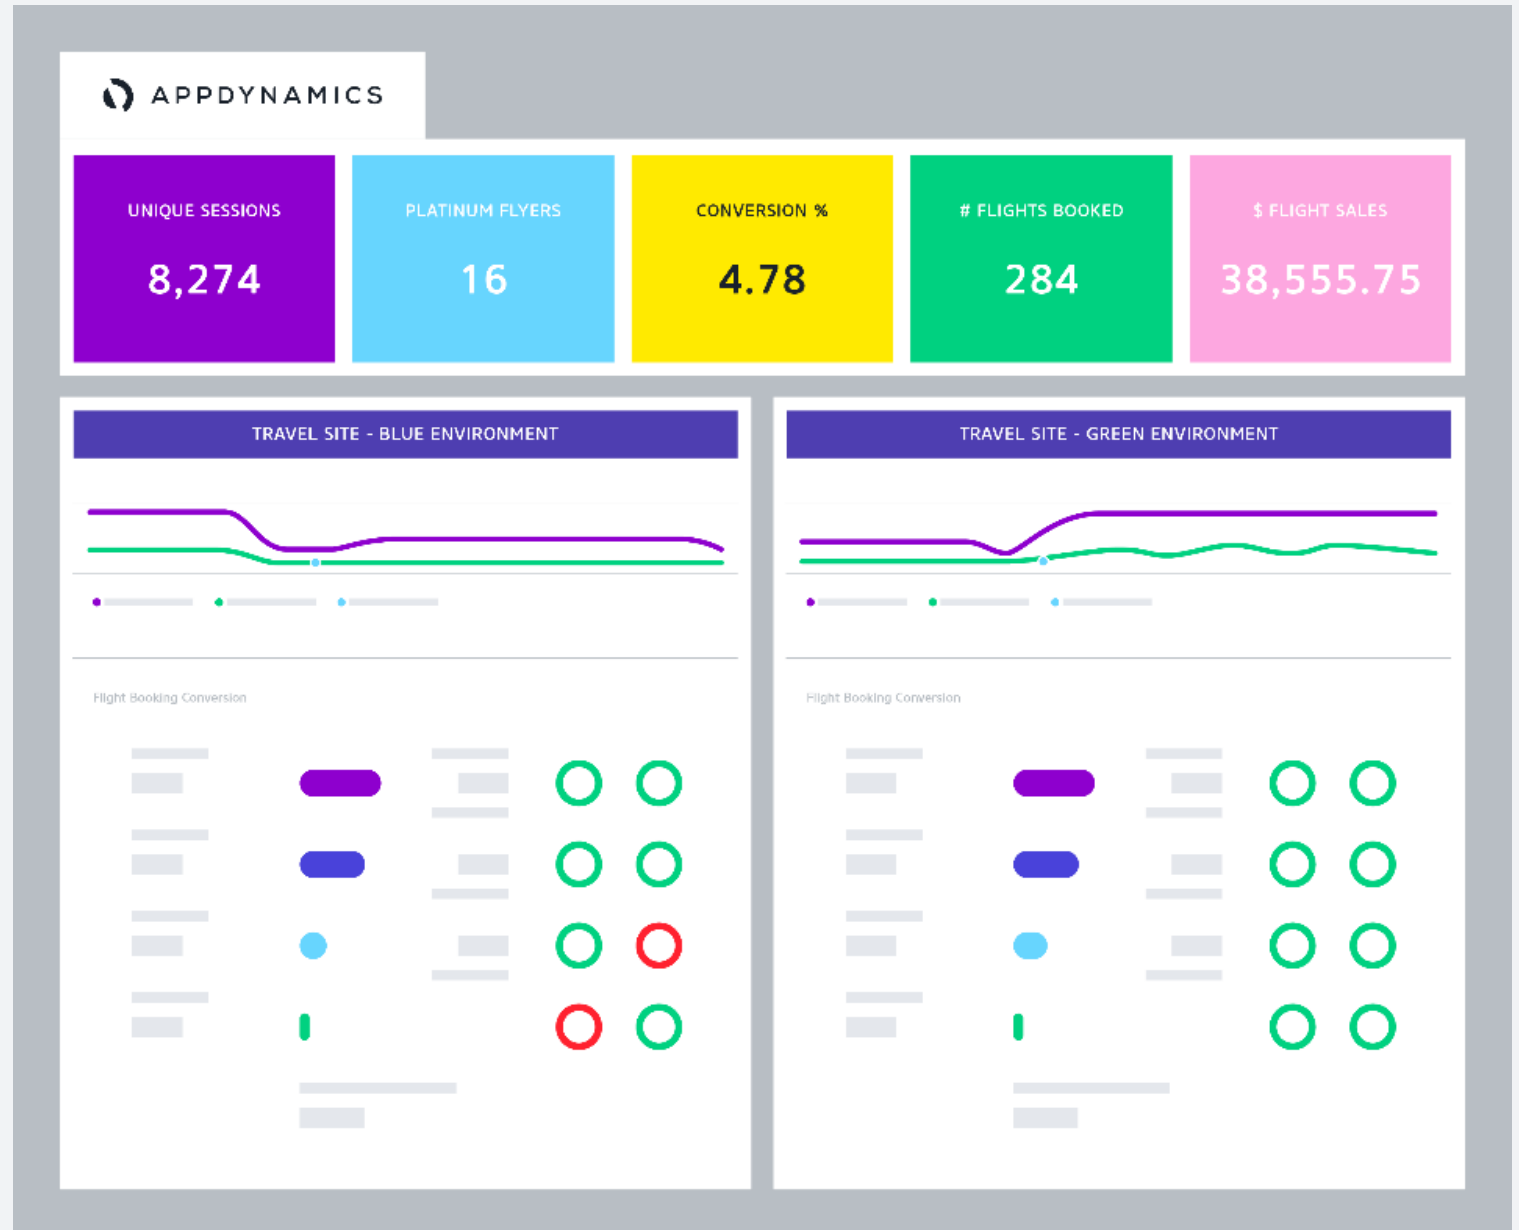 APPDYNAMICS
UNIQUE SESSIONS
8,274
PLATINUM FLYERS
16
CONVERSION %
4.78
# FLIGHTS BOOKED
284
$ FLIGHT SALES
38,555.75
TRAVEL SITE - BLUE ENVIRONMENT
Flight Booking Conversion
TRAVEL SITE - GREEN ENVIRONMENT
Flight Booking Conversion